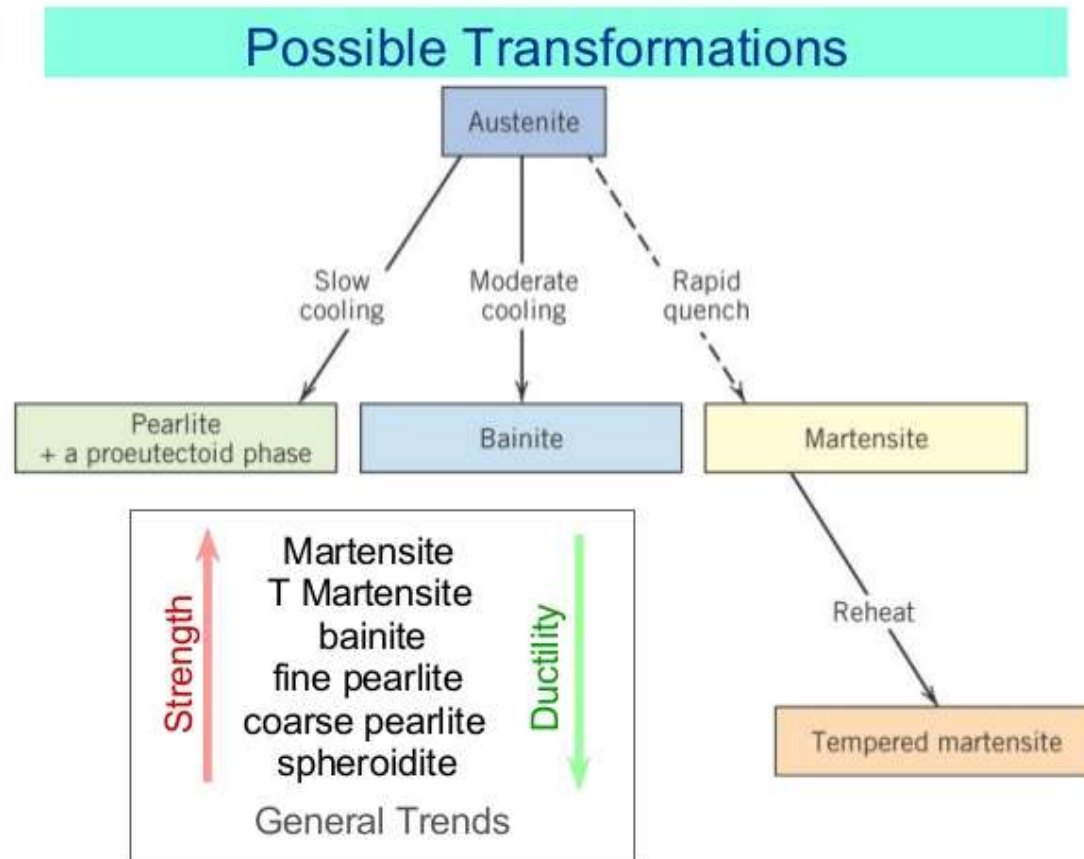 Possible Transformations
Austenite
Slow
cooling
Moderate
cooling
Rapid
quench
Pearlite
+ a proeutectoid phase
Bainite
Martensite
Reheat
Tempered martensite
Strength
Martensite
T Martensite
bainite
fine pearlite
coarse pearlite
spheroidite
Ductility
General Trends